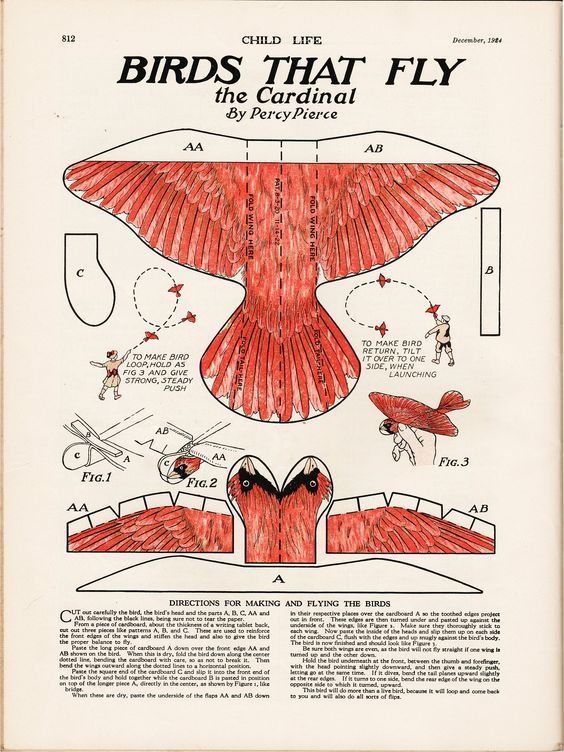 812
CHILD LIFE
December, 1924
BIRDS THAT FLY
the Cardinal
By Percy Pierce
AA
AB
FOLD WING HERE
PAT. 8-3-20 11-14-22
FOLD WING HERE
C
B
FOLD TAIL HERE
FOLD TAIL HERE
TO MAKE BIRD
LOOP, HOLD AS
FIG 3 AND GIVE
STRONG, STEADY
PUSH
TO MAKE BIRD
RETURN, TILT
IT OVER TO ONE
SIDE, WHEN
LAUNCHING
B
C
A
FIG. 1
AB
AA
C
FIG. 2
FIG. 3
AA
AB
A
DIRECTIONS FOR MAKING AND FLYING THE BIRDS
CUT out carefully the bird, the bird's head and the parts A, B, C, AA and
AB, following the black lines, being sure not to tear the paper.
From a piece of cardboard, about the thickness of a writing tablet back,
cut out three pieces like patterns A, B, and C. These are used to reinforce
the front edges of the wings and stiffen the head and also to give the bird
the proper balance to fly.
Paste the long piece of cardboard A down over the front edge AA and
AB shown on the bird. When this is dry, fold the bird down along the center
dotted line, bending the cardboard with care, so as not to break it. Then
bend the wings outward along the dotted lines to a horizontal position.
Paste the square end of the cardboard C and slip it into the front end of
the bird's body and hold together while the cardboard B is pasted in position
on top of the longer piece A, directly in the center, as shown by Figure 1, like
bridge.
When these are dry, paste the underside of the flaps AA and AB down
in their respective places over the cardboard A so the toothed edges project
out in front. These edges are then turned under and pasted up against the
underside of the wings, like Figure 2. Make sure they thoroughly stick to
each wing. Now paste the inside of the heads and slip them up on each side
of the cardboard C, flush with the edges and up snugly against the bird's body.
The bird is now finished and should look like Figure 3.
Be sure both wings are even, as the bird will not fly straight if one wing is
turned up and the other down.
Hold the bird underneath at the front, between the thumb and forefinger,
with the head pointing slightly downward, and then give a steady push,
letting go at the same time. If it dives, bend the tail planes upward slightly
at the rear edges. If it turns to one side, bend the rear edge of the wing on the
opposite side to which it turned, upward.
This bird will do more than a live bird, because it will loop and come back
to you and will also do all sorts of flips.